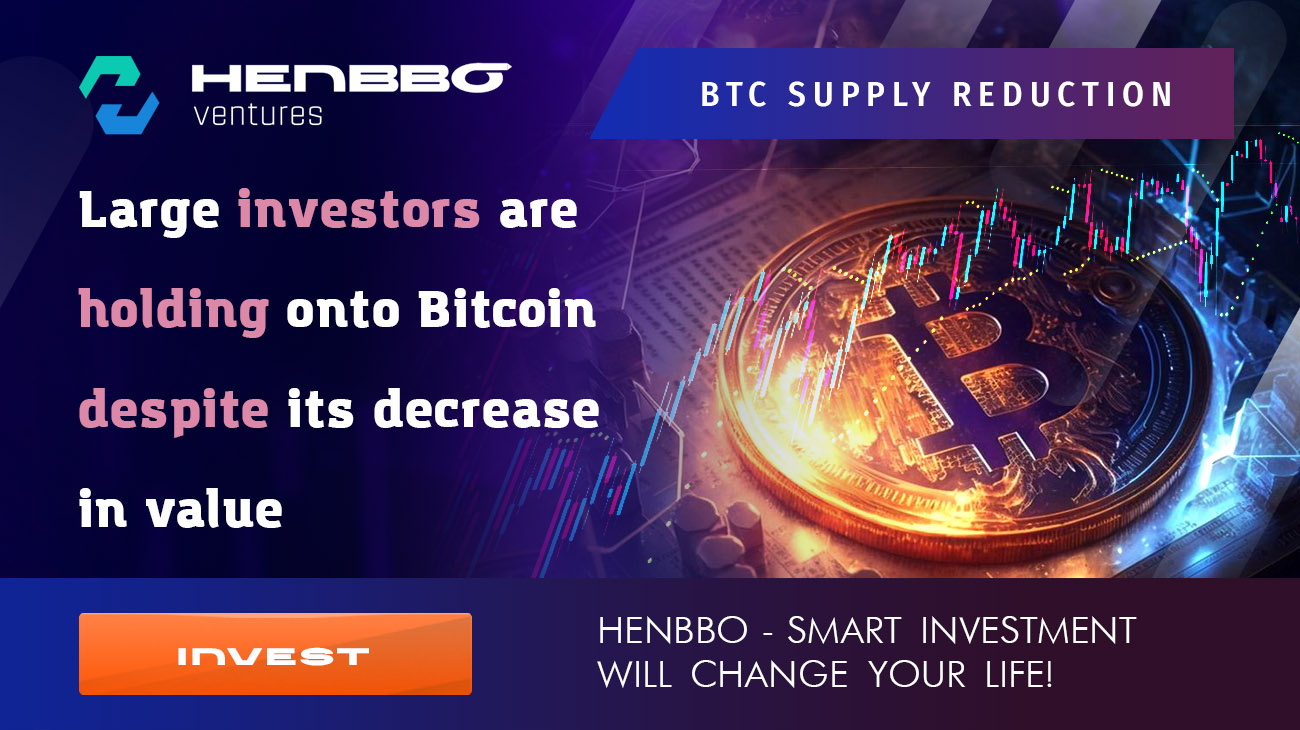 HENBBO
ventures
BTC SUPPLY REDUCTION
Large investors are
holding onto Bitcoin
despite its decrease
in value
INVEST
HENBBO - SMART INVESTMENT
WILL CHANGE YOUR LIFE!